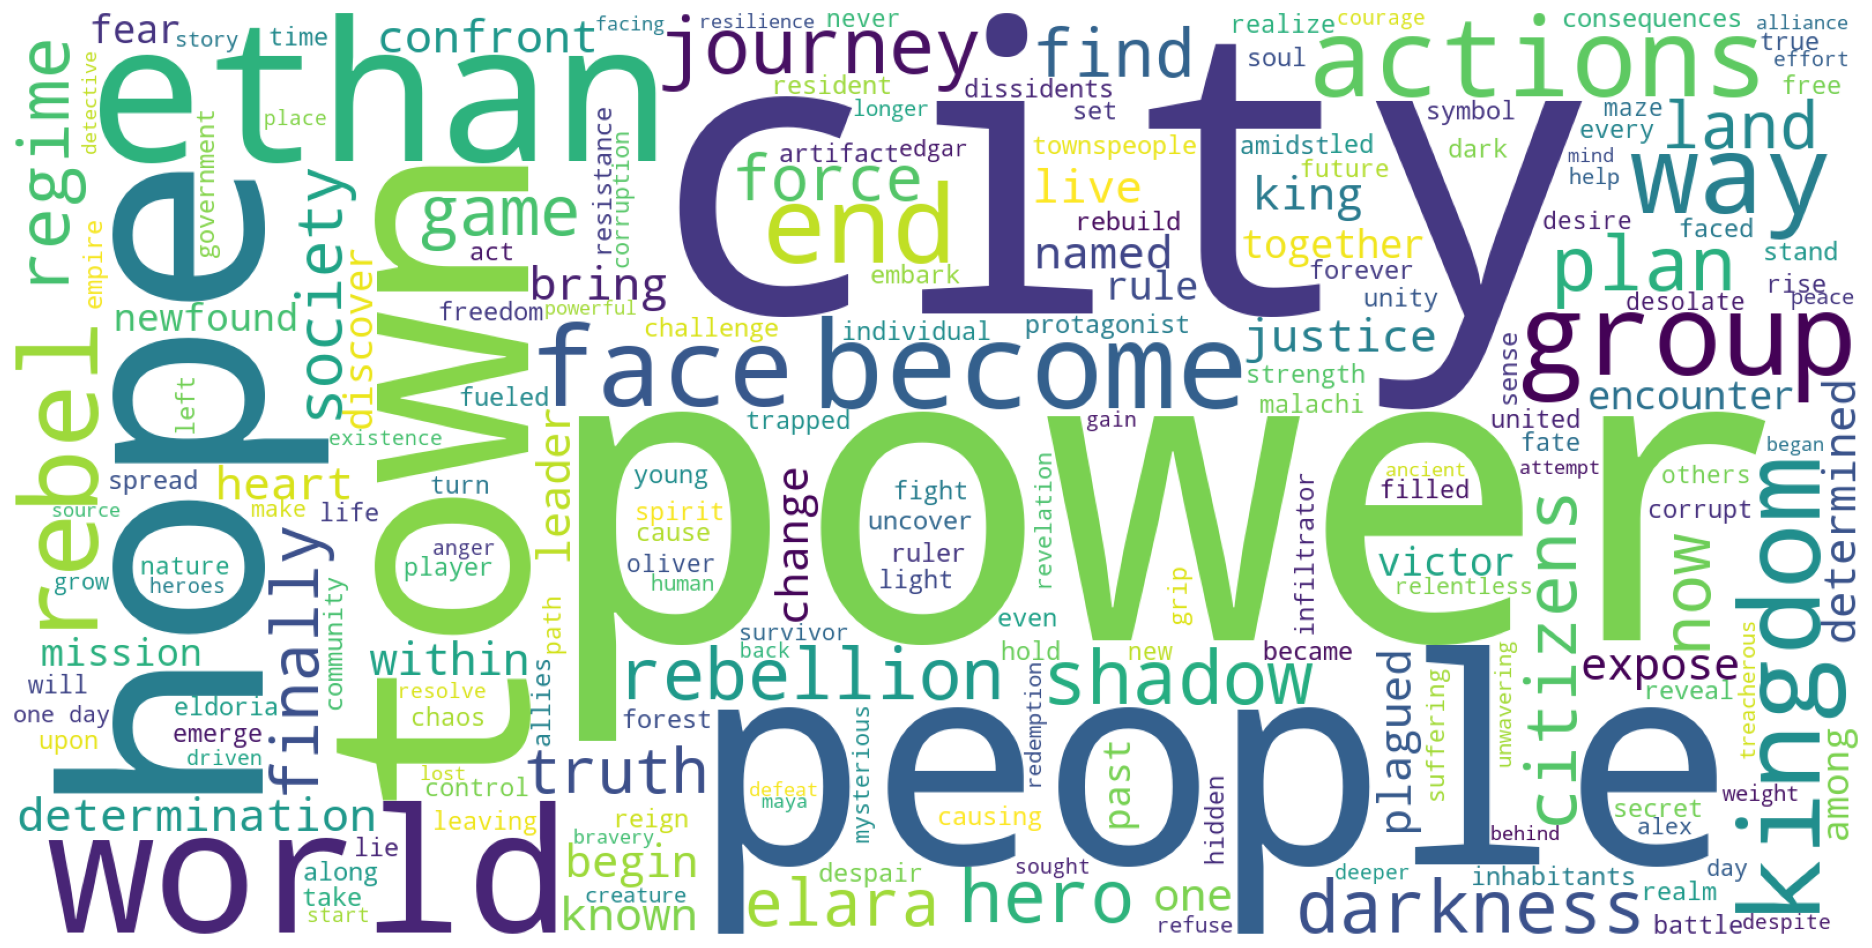 fear
story
time
confront
facing
resilience
never
journey
find
realize
courage
consequences
alliance
true
effort
free
actions
soul
regime
detective
ethan
government
place
resident
longer
dissidents
set
city
symbol
maze
every
land
dark
mind
help
way
artifact
edgar
townspeople
amidst
led
future
force
end
live
king
named
rebuild
together
desire
faced
stand
plan
forever
rule
unity
rise
desolate
peace
hope
society
game
resistance
corruption
act
bring
embark
empire
newfound
discover
town
freedom
powerful
challenge
individual
protagonist
justice
group
sense
strength
malachi
encounter
face
become
rebel
left
fueled
existence
leader
trapped
gain
united
fate
began
determined
power
spread
heart
turn
source
make
life
young
spirit
cause
change
fight
uncover
revelation
ancient
filled
attempt
others
corrupt
citizens
kingdom
nature
heroes
grow
finally
anger
player
oliver
human
ruler
light
grip
infiltrator
victor
relentless
now
community
path
survivor
back
even
hold
new
became
mission
within
rebellion
shadow
plagued
expose
reveal
treacherous
will
one day
upon
eldoria
emerge
driven
resolve
chaos
allies
forest
mysterious
redemption
suffering
unwavering
people
lost
control
truth
defeat
maya
past
secret
weight
among
determination
world
leaving
reign
bravery
causing
hidden
behind
alex
lie
along
take
start
begin
creature
known
despair
elara
sought
hero
one
refuse
deeper
darkness
inhabitants
realm
day
battle
despite